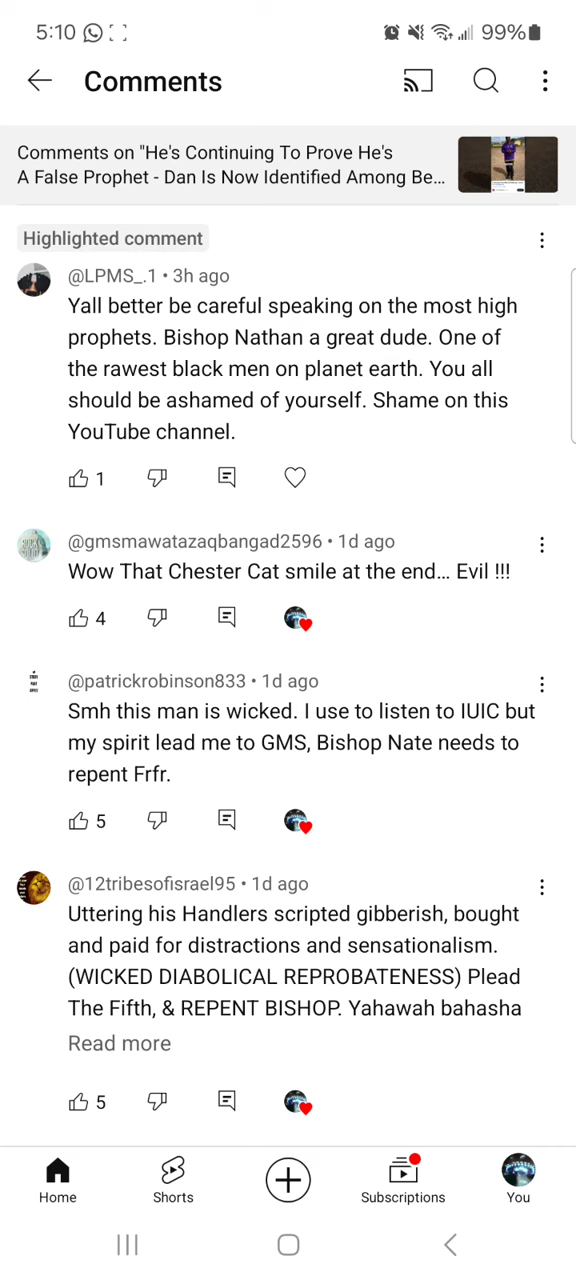 5:10
99%
Comments
Comments on "He's Continuing To Prove He's
A False Prophet - Dan Is Now Identified Among Be...
Highlighted comment
@LPMS_.1 • 3h ago
Yall better be careful speaking on the most high
prophets. Bishop Nathan a great dude. One of
the rawest black men on planet earth. You all
should be ashamed of yourself. Shame on this
YouTube channel.
1
@gmsmawatazaqbangad2596 • 1d ago
Wow That Chester Cat smile at the end... Evil !!!
4
@patrickrobinson833 • 1d ago
Smh this man is wicked. I use to listen to IUIC but
my spirit lead me to GMS, Bishop Nate needs to
repent Frfr.
5
@12tribesofisrael95 • 1d ago
Uttering his Handlers scripted gibberish, bought
and paid for distractions and sensationalism.
(WICKED DIABOLICAL REPROBATENESS) Plead
The Fifth, & REPENT BISHOP. Yahawah bahasha
Read more
5
Home
Shorts
Subscriptions
You